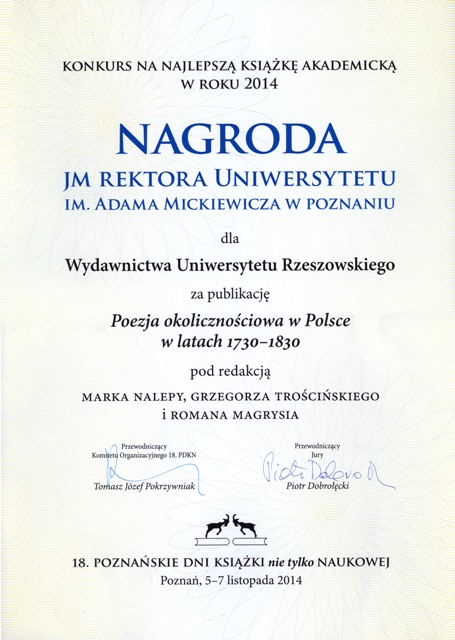 KONKURS NA NAJLEPSZĄ KSIĄŻKĘ AKADEMICKĄ
W ROKU 2014
NAGRODA
JM REKTORA UNIWERSYTETU
IM. ADAMA MICKIEWICZA W POZNANIU
dla
Wydawnictwa Uniwersytetu Rzeszowskiego
za publikację
Poezja okolicznościowa w Polsce
w latach 1730–1830
pod redakcją
MARKA NALEPY, GRZEGORZA TROŚCIŃSKIEGO
I ROMANA MAGRYSIA
Przewodniczący
Komitetu Organizacyjnego 18. PDKN
Tomasz Józef Pokrzywniak
Przewodniczący
Jury
Piotr Dobrołęcki
18. POZNAŃSKIE DNI KSIĄŻKI nie tylko NAUKOWEJ
Poznań, 5–7 listopada 2014